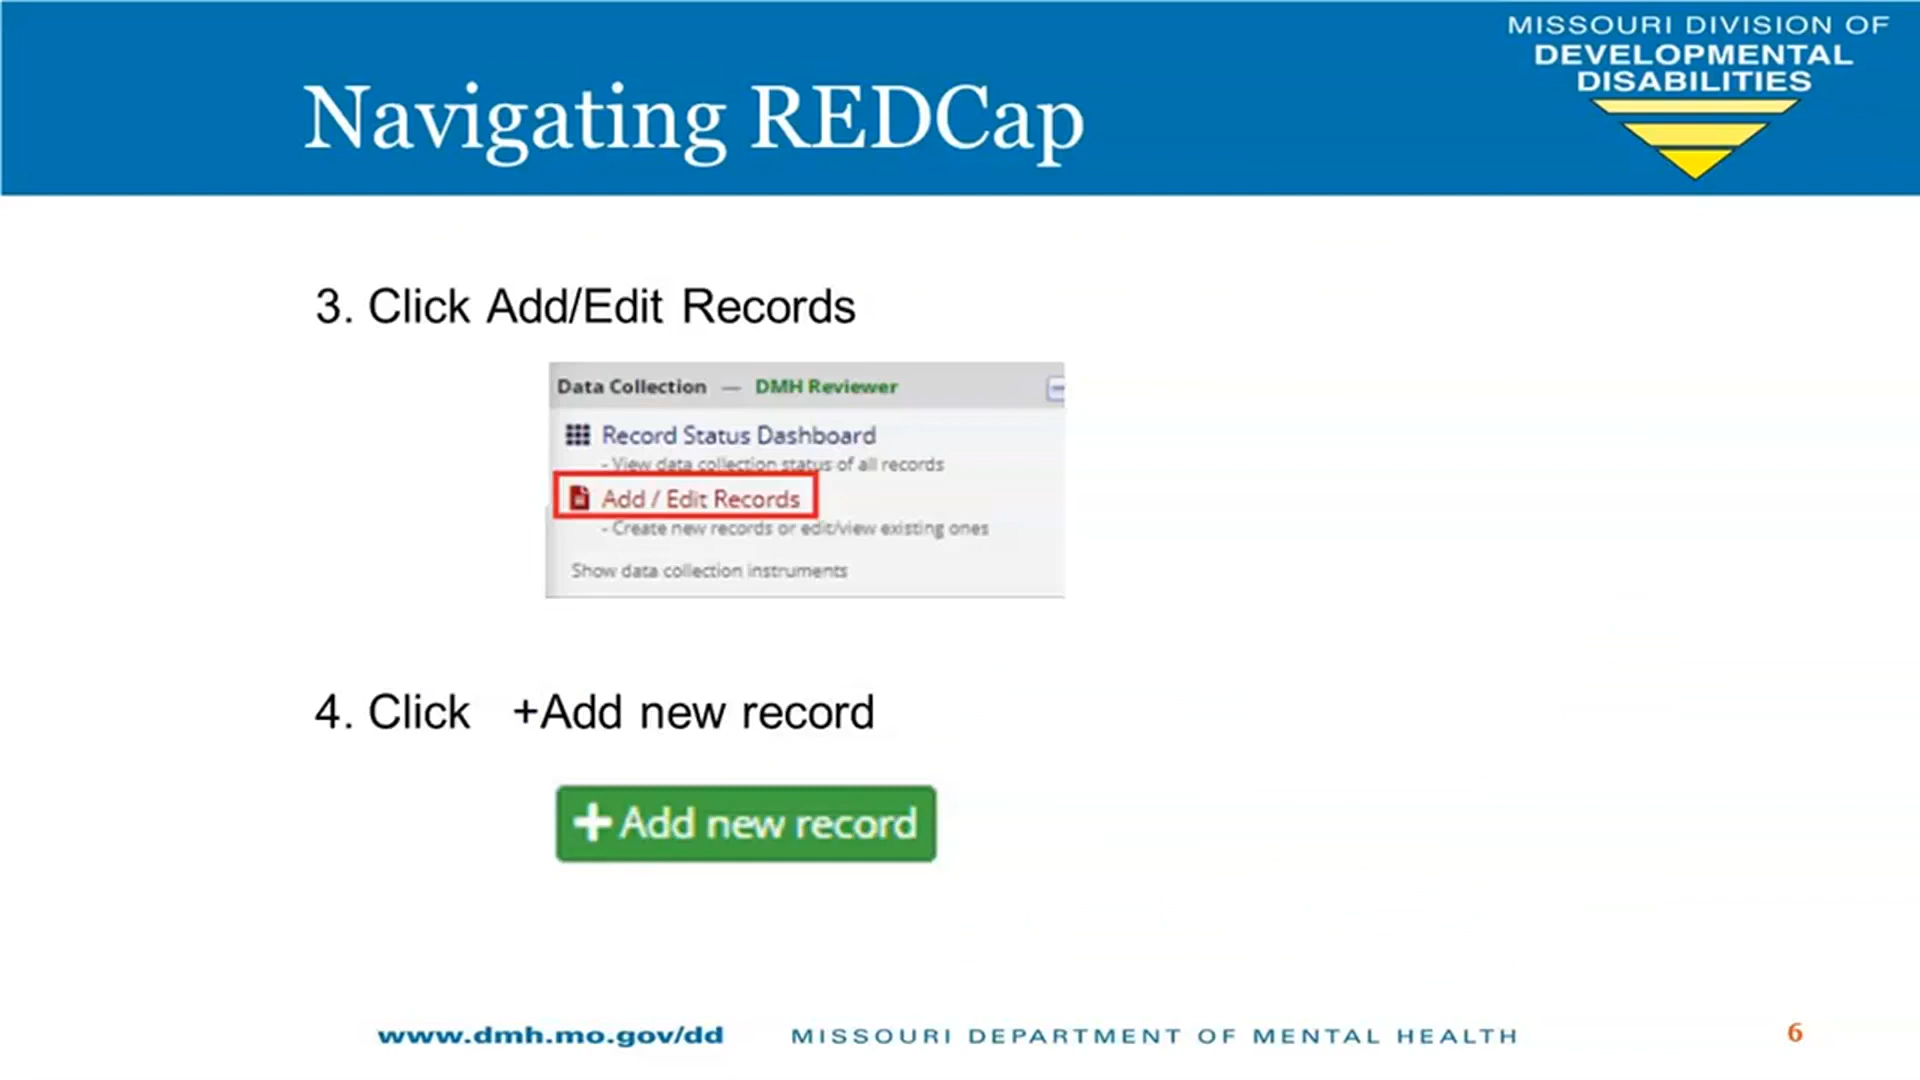 MISSOURI DIVISION OF
DEVELOPMENTAL
DISABILITIES
Navigating REDCap
3. Click Add/Edit Records
Data Collection — DMH Reviewer
Record Status Dashboard
- View data collection status of all records
Add / Edit Records
- Create new records or edit/view existing ones
Show data collection instruments
4. Click +Add new record
+ Add new record
www.dmh.mo.gov/dd MISSOURI DEPARTMENT OF MENTAL HEALTH 6